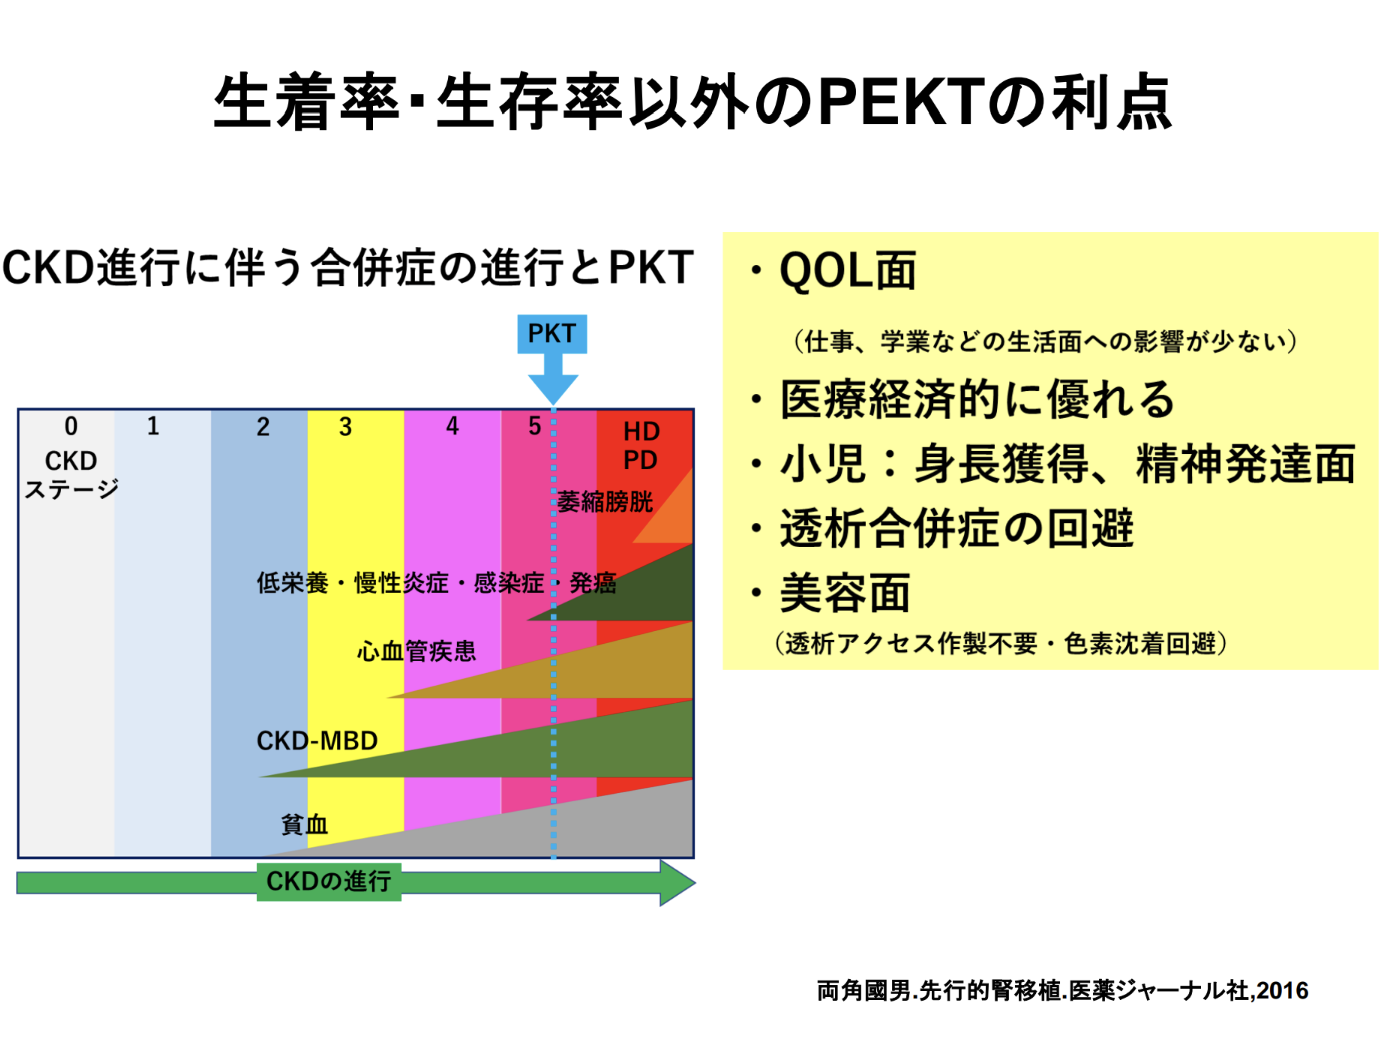 生着率・生存率以外のPEKTの利点
CKD進行に伴う合併症の進行とPKT
PKT
0
1
2
3
4
5
HD
PD
CKD
ステージ
萎縮膀胱
低栄養・慢性炎症・感染症・発癌
心血管疾患
CKD-MBD
貧血
CKDの進行
・QOL面
（仕事、学業などの生活面への影響が少ない）
・医療経済的に優れる
・小児：身長獲得、精神発達面
・透析合併症の回避
・美容面
（透析アクセス作製不要・色素沈着回避）
両角國男.先行的腎移植.医薬ジャーナル社,2016